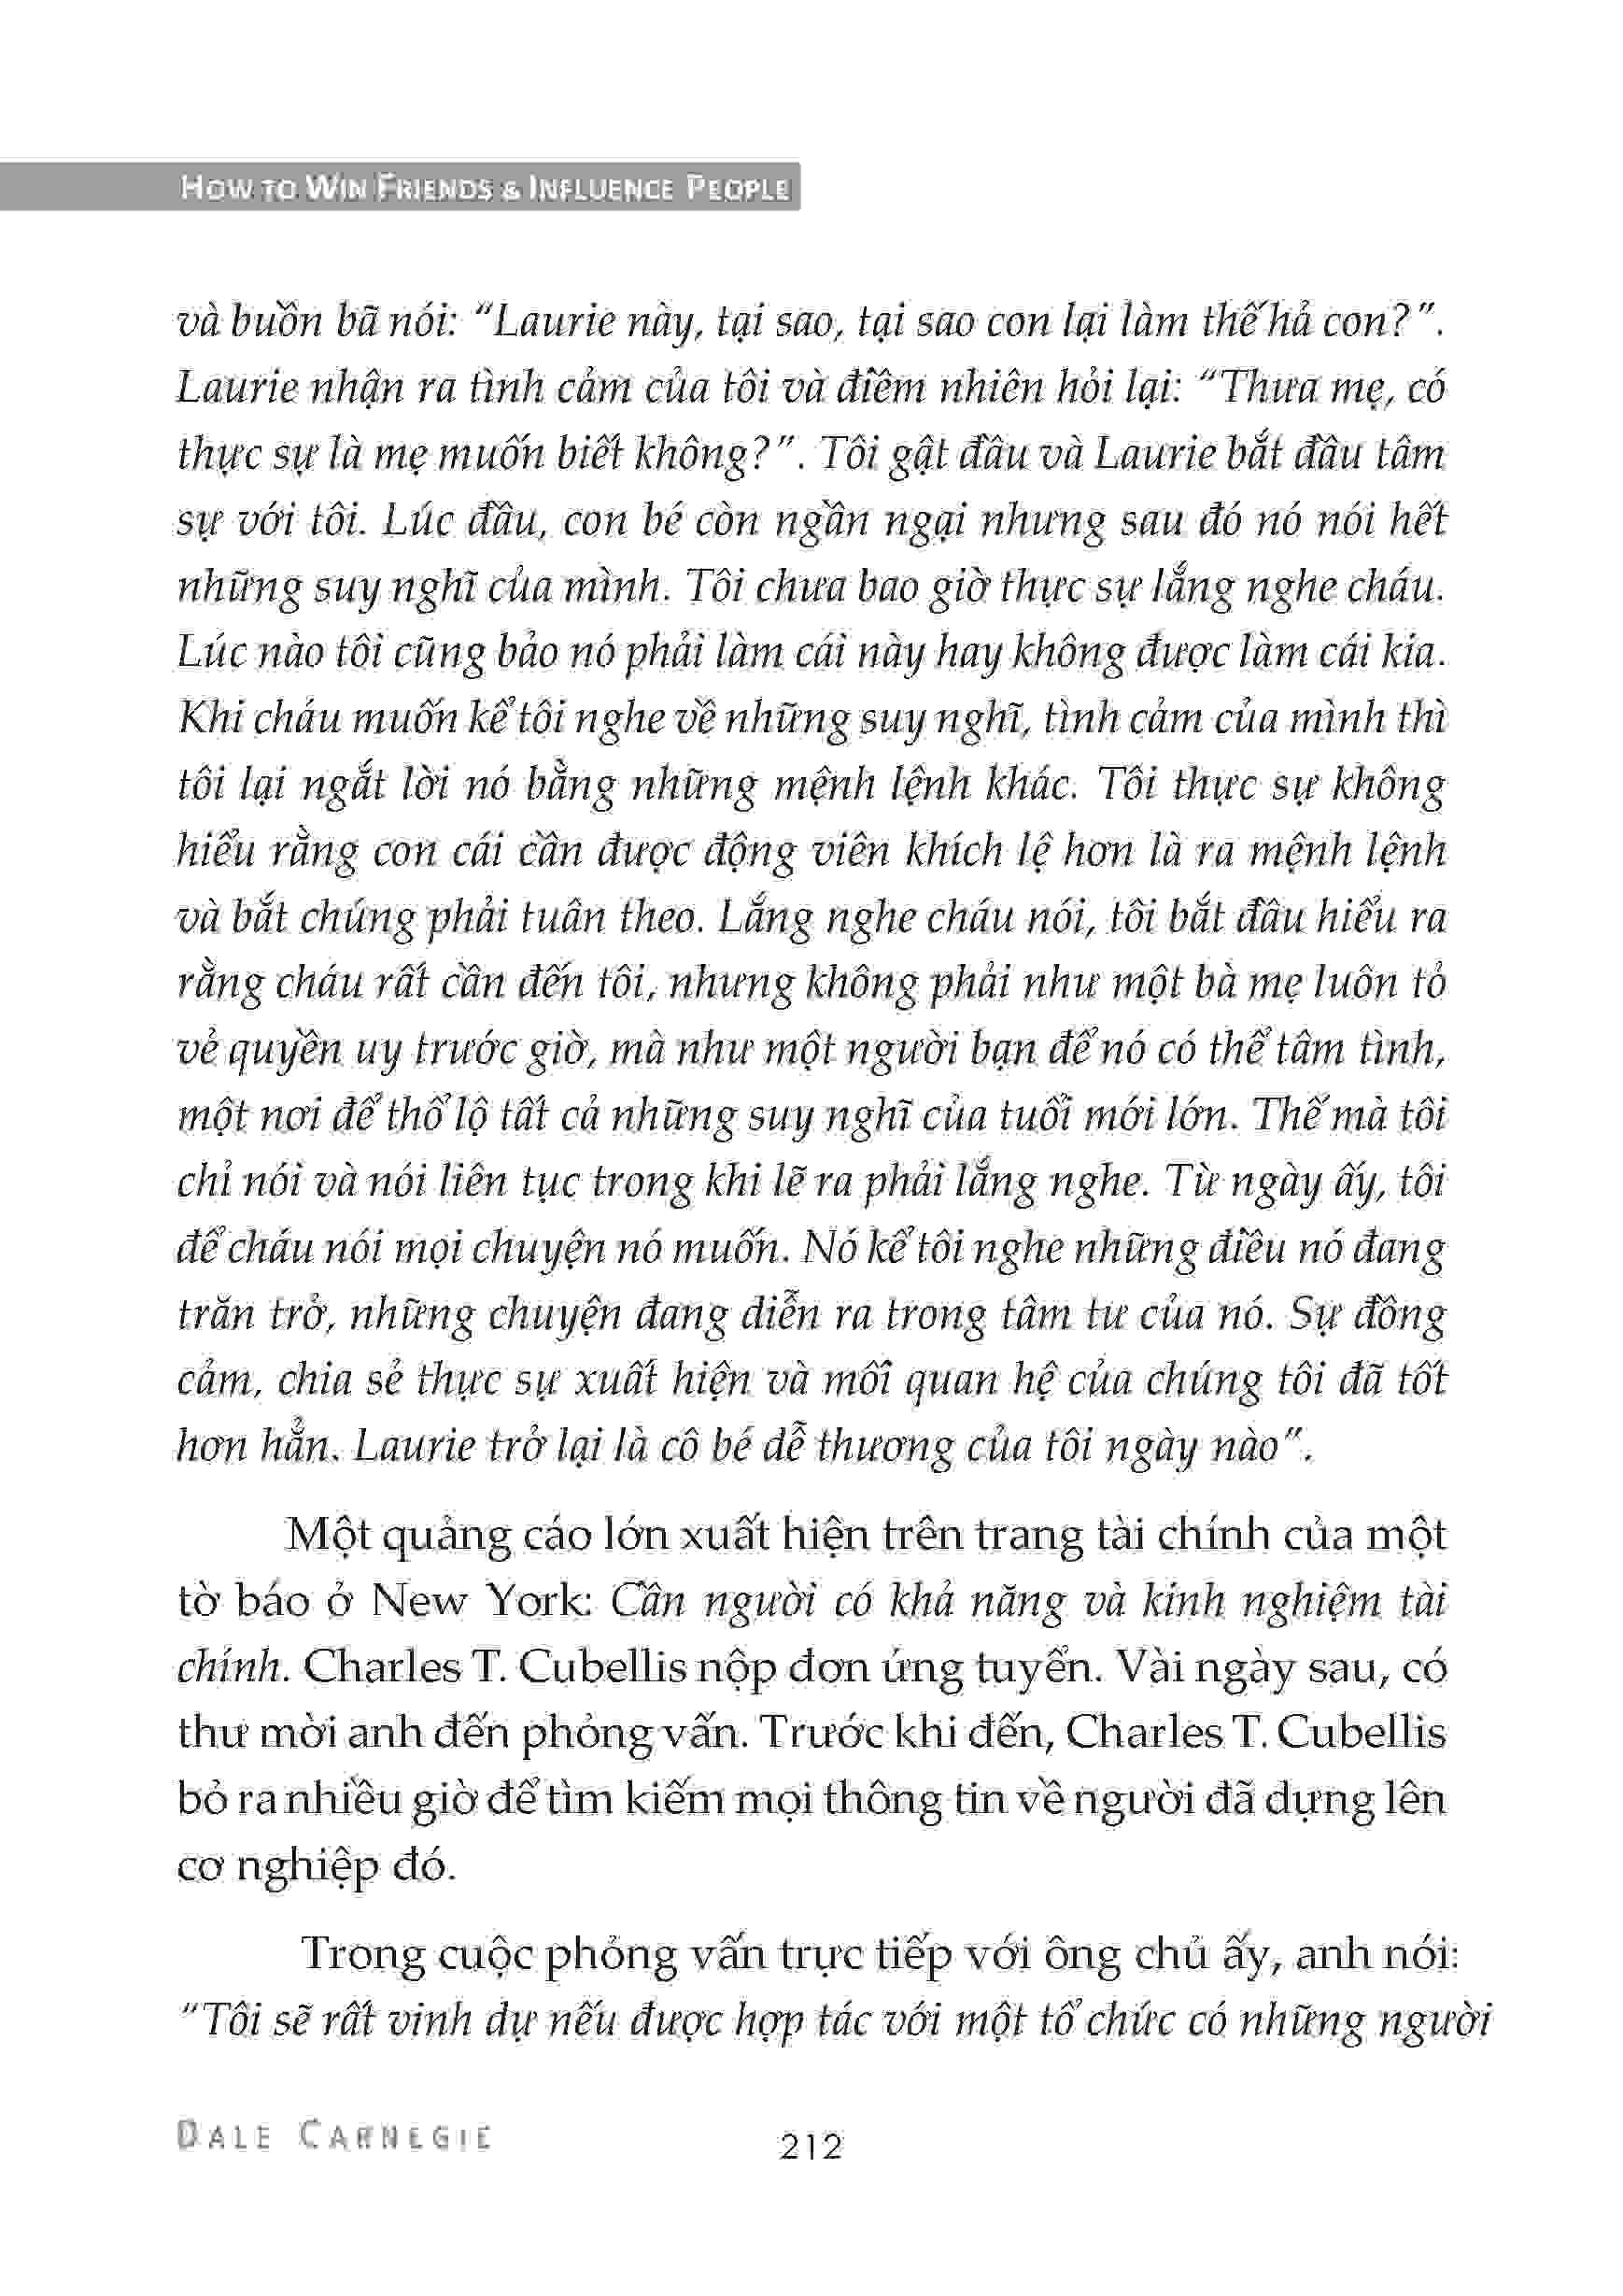 HOW TO WIN FRIENDS & INFLUENCE PEOPLE
và buồn bã nói: “Laurie này, tại sao, tại sao con lại làm thế hả con?”.
Laurie nhận ra tình cảm của tôi và điềm nhiên hỏi lại: “Thưa mẹ, có
thực sự là mẹ muốn biết không?”. Tôi gật đầu và Laurie bắt đầu tâm
sự với tôi. Lúc đầu, con bé còn ngần ngại nhưng sau đó nó nói hết
những suy nghĩ của mình. Tôi chưa bao giờ thực sự lắng nghe cháu.
Lúc nào tôi cũng bảo nó phải làm cái này hay không được làm cái kia.
Khi cháu muốn kể tôi nghe về những suy nghĩ, tình cảm của mình thì
tôi lại ngắt lời nó bằng những mệnh lệnh khác. Tôi thực sự không
hiểu rằng con cái cần được động viên khích lệ hơn là ra mệnh lệnh
và bắt chúng phải tuân theo. Lắng nghe cháu nói, tôi bắt đầu hiểu ra
rằng cháu rất cần đến tôi, nhưng không phải như một bà mẹ luôn tỏ
vẻ quyền uy trước giờ, mà như một người bạn để nó có thể tâm tình,
một nơi để thổ lộ tất cả những suy nghĩ của tuổi mới lớn. Thế mà tôi
chỉ nói và nói liên tục trong khi lẽ ra phải lắng nghe. Từ ngày ấy, tôi
để cháu nói mọi chuyện nó muốn. Nó kể tôi nghe những điều nó đang
trăn trở, những chuyện đang diễn ra trong tâm tư của nó. Sự đồng
cảm, chia sẻ thực sự xuất hiện và mối quan hệ của chúng tôi đã tốt
hơn hẳn. Laurie trở lại là cô bé dễ thương của tôi ngày nào”.
Một quảng cáo lớn xuất hiện trên trang tài chính của một
tờ báo ở New York: Cần người có khả năng và kinh nghiệm tài
chính. Charles T. Cubellis nộp đơn ứng tuyển. Vài ngày sau, có
thư mời anh đến phỏng vấn. Trước khi đến, Charles T. Cubellis
bỏ ra nhiều giờ để tìm kiếm mọi thông tin về người đã dựng lên
cơ nghiệp đó.
Trong cuộc phỏng vấn trực tiếp với ông chủ ấy, anh nói:
“Tôi sẽ rất vinh dự nếu được hợp tác với một tổ chức có những người
DALE CARNEGIE
212